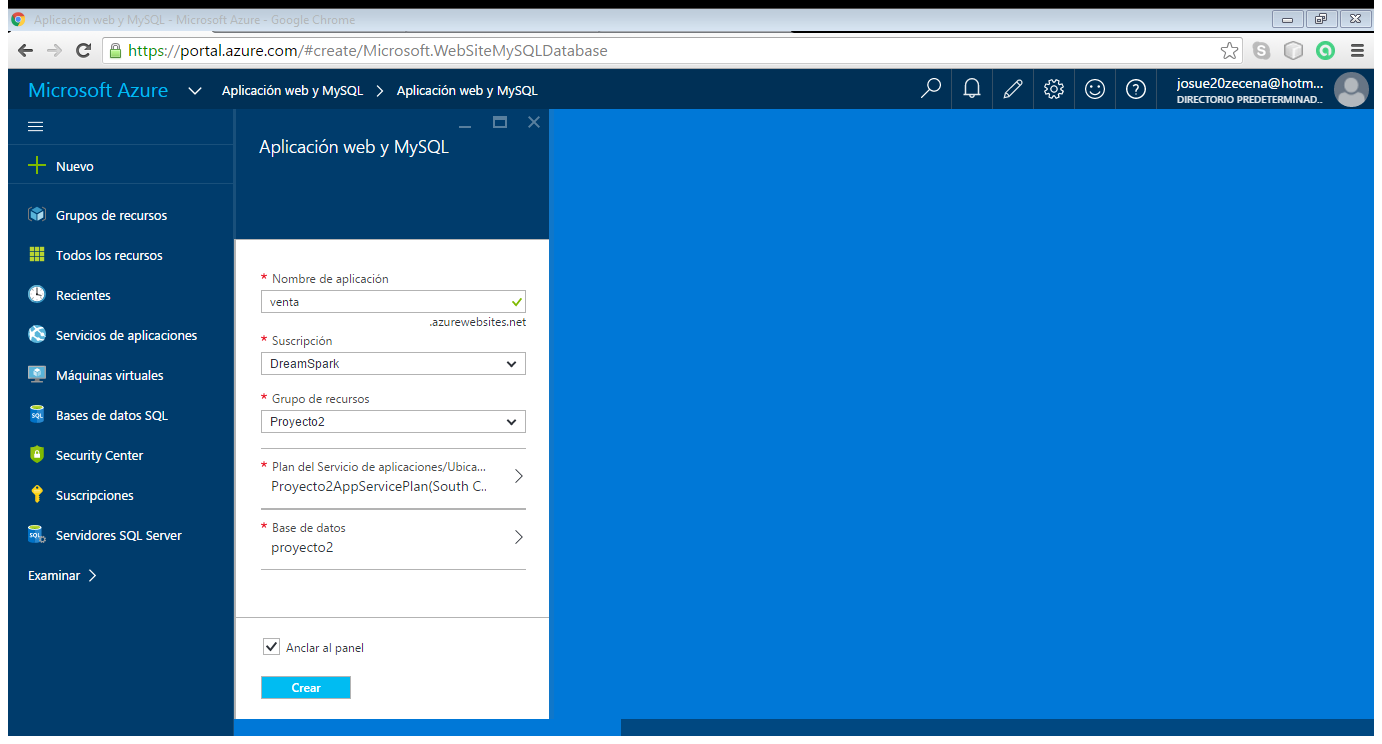 Aplicación web y MySQL - Microsoft Azure - Google Chrome
https://portal.azure.com/#create/Microsoft.WebSiteMySQLDatabase
Microsoft Azure Aplicación web y MySQL > Aplicación web y MySQL
josue20zecena@hotm...
DIRECTORIO PREDETERMINAD...
Nuevo
Grupos de recursos
Todos los recursos
Recientes
Servicios de aplicaciones
Máquinas virtuales
Bases de datos SQL
Security Center
Suscripciones
Servidores SQL Server
Examinar >
Aplicación web y MySQL
* Nombre de aplicación
venta
.azurewebsites.net
* Suscripción
DreamSpark
* Grupo de recursos
Proyecto2
* Plan del Servicio de aplicaciones/Ubica...
Proyecto2AppServicePlan(South C..
* Base de datos
proyecto2
Anclar al panel
Crear